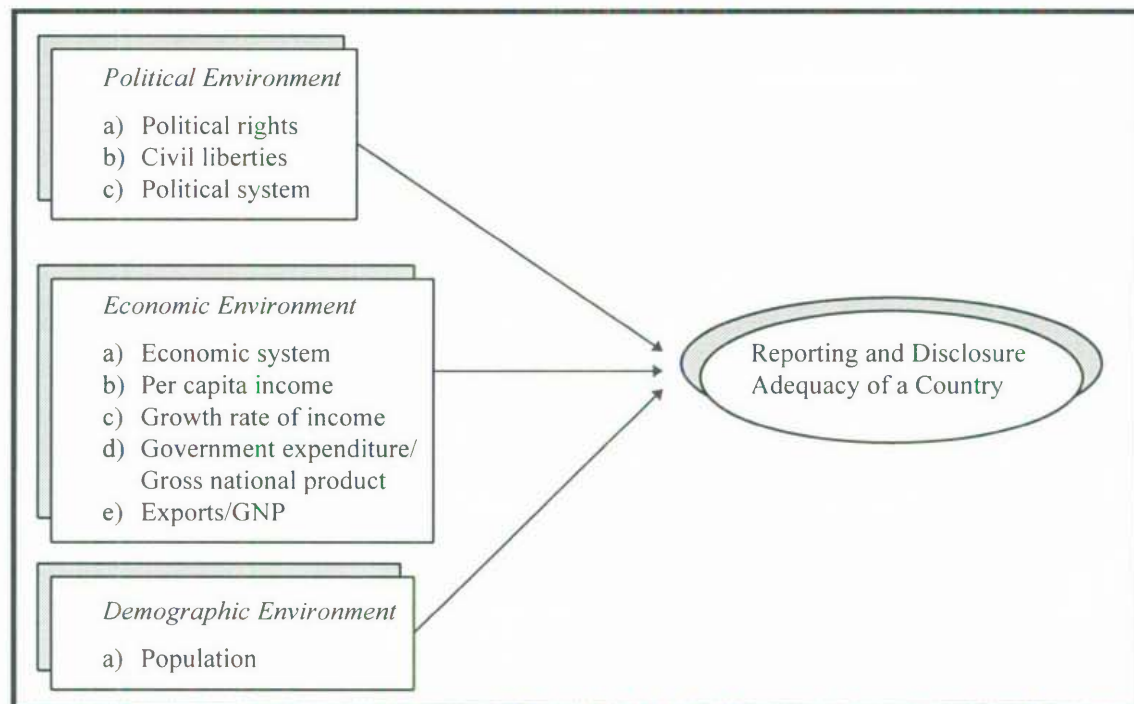 Political Environment
a) Political rights
b) Civil liberties
c) Political system
Economic Environment
a) Economic system
b) Per capita income
c) Growth rate of income
d) Government expenditure/
Gross national product
e) Exports/GNP
Demographic Environment
a) Population
Reporting and Disclosure
Adequacy of a Country